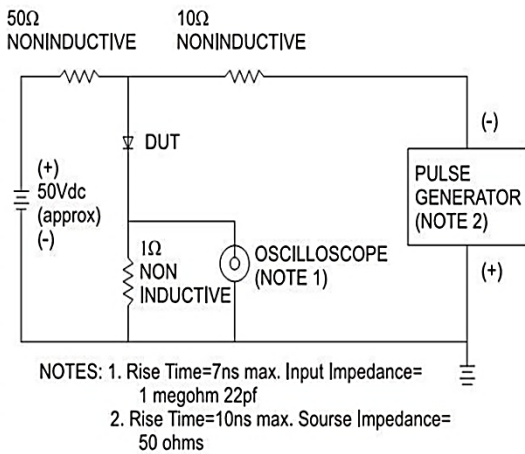 50Ω
NONINDUCTIVE
10Ω
NONINDUCTIVE
(-)
DUT
(+)
50Vdc
(approx)
(-)
PULSE
GENERATOR
(NOTE 2)
1Ω
NON
INDUCTIVE
OSCILLOSCOPE
(NOTE 1)
(+)
NOTES: 1. Rise Time=7ns max. Input Impedance=
1 megohm 22pf
2. Rise Time=10ns max. Sourse Impedance=
50 ohms